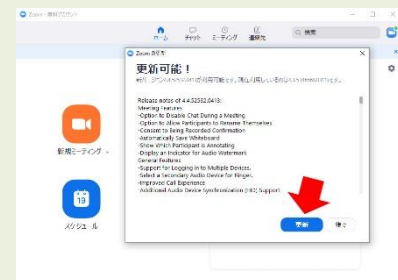 Zoom
ホーム
チャット
ミーティング
連絡先
検索
Zoom
更新可能！
Release notes of 4.4.52532.0413:
Meeting Features
-Option to Disable Chat During a Meeting
-Option to Allow Participants to Rename Themselves
-Consent to Being Recorded Confirmation
-Automatically Save Whiteboard
-Show Which Participant is Annotating
-Display an Indicator for Audio Watermark
General Features
-Support for Logging in to Multiple Devices.
-Select a Secondary Audio Device for Ringer.
-Improved Call Experience
-Additional Audio Device Synchronization (HID) Support
更新
後で
新規ミーティング
19
スケジュール